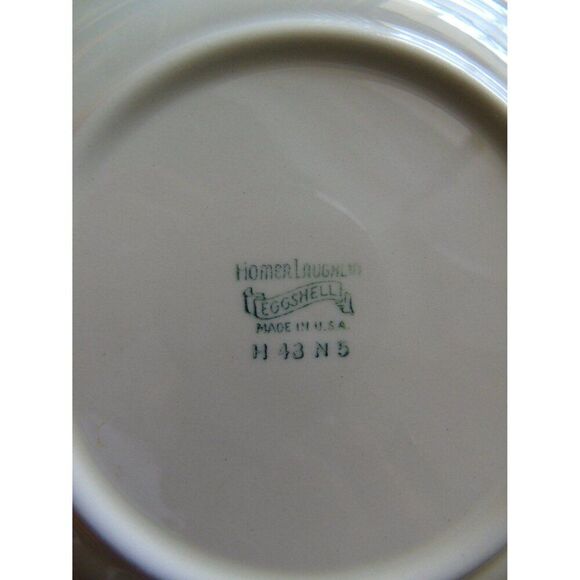 Homer Laughlin
EGGSHELL
MADE IN U.S.A.
H 43 N 5